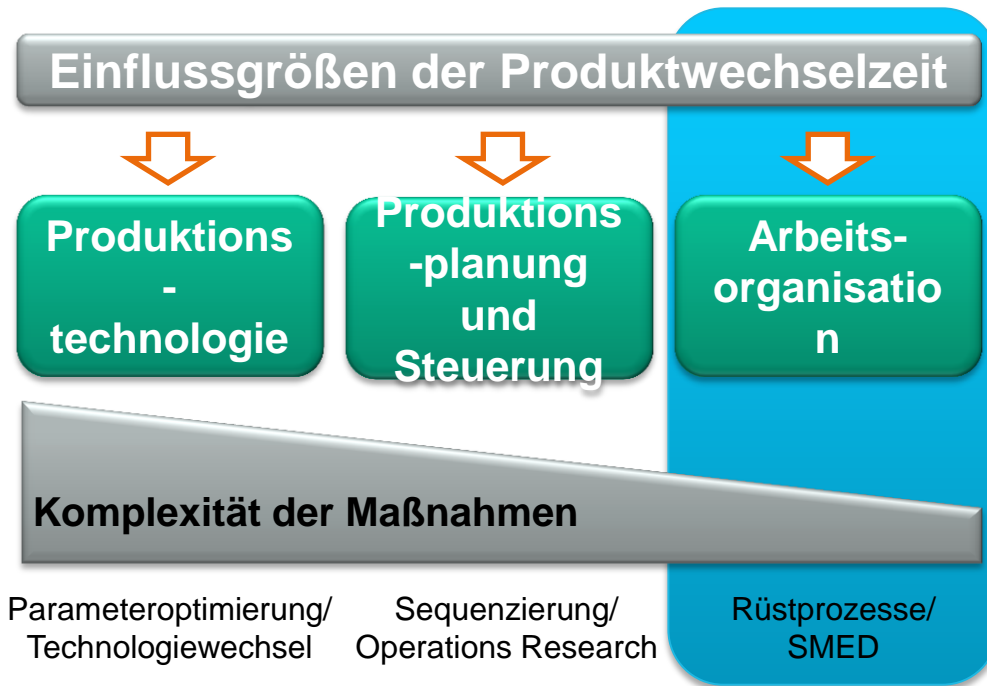 Einflussgrößen der Produktwechselzeit
Produktions
-
technologie
Produktions
-planung
und
Steuerung
Arbeits-
organisatio
n
Komplexität der Maßnahmen
Parameteroptimierung/
Technologiewechsel
Sequenzierung/
Operations Research
Rüstprozesse/
SMED